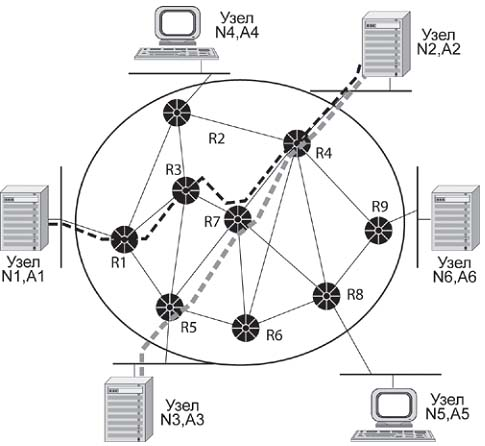 Узел
N4,A4
Узел
N2,A2
R2
R4
R3
R9
R7
Узел
N1,A1
R1
Узел
N6,A6
R8
R5
R6
Узел
N3,A3
Узел
N5,A5